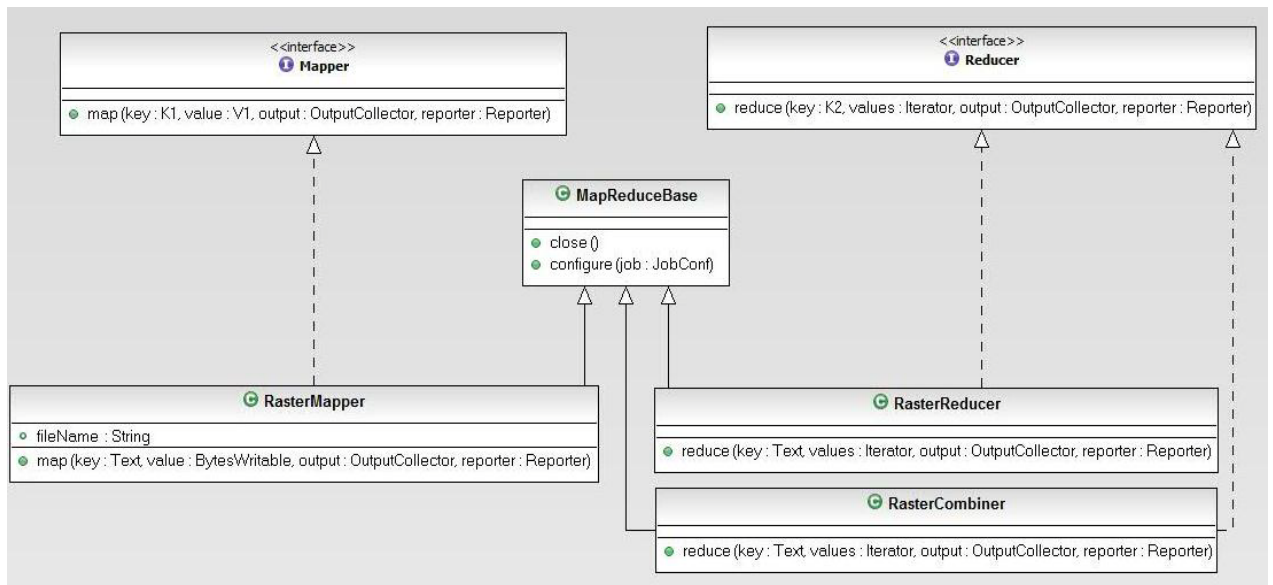 <<interface>>
Mapper
map (key : K1, value : V1, output : OutputCollector, reporter : Reporter)
<<interface>>
Reducer
reduce (key : K2, values : Iterator, output : OutputCollector, reporter : Reporter)
MapReduceBase
close ()
configure (job : JobConf)
RasterMapper
fileName : String
map (key : Text, value : BytesWritable, output : OutputCollector, reporter : Reporter)
RasterReducer
reduce (key : Text, values : Iterator, output : OutputCollector, reporter : Reporter)
RasterCombiner
reduce (key : Text, values : Iterator, output : OutputCollector, reporter : Reporter)